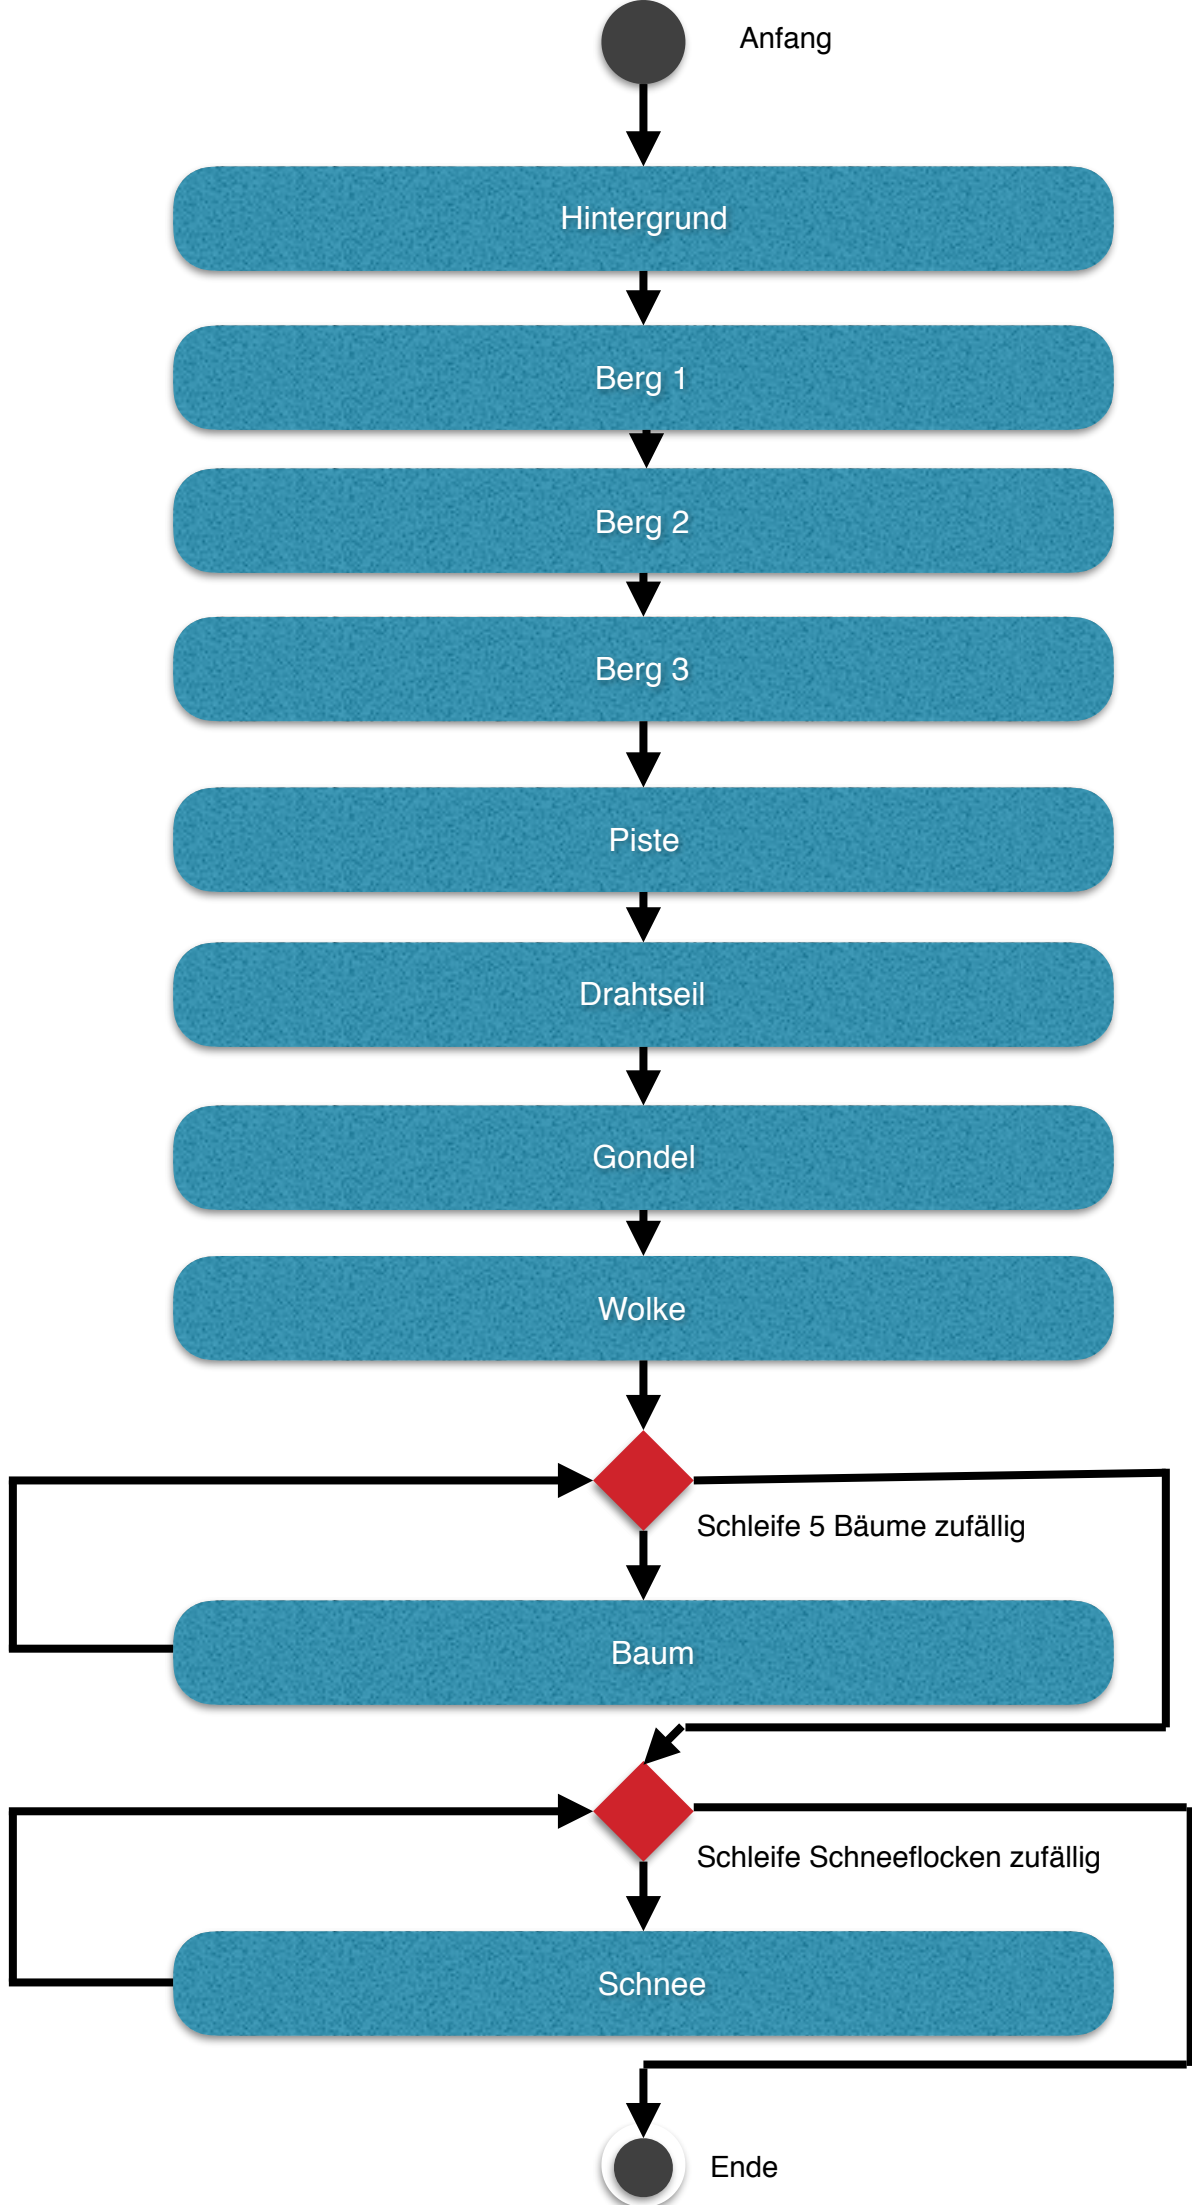 Anfang
Hintergrund
Berg 1
Berg 2
Berg 3
Piste
Drahtseil
Gondel
Wolke
Schleife 5 Bäume zufällig
Baum
Schleife Schneeflocken zufällig
Schnee
Ende